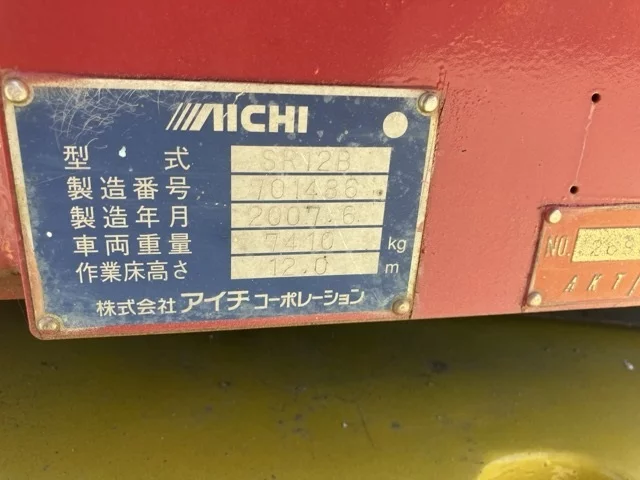 AICHI
型式 SR12B
製造番号 701486
製造年月 2007.6
車両重量 7410 kg
作業床高さ 12.0 m
株式会社 アイチ コーポレーション
NO.